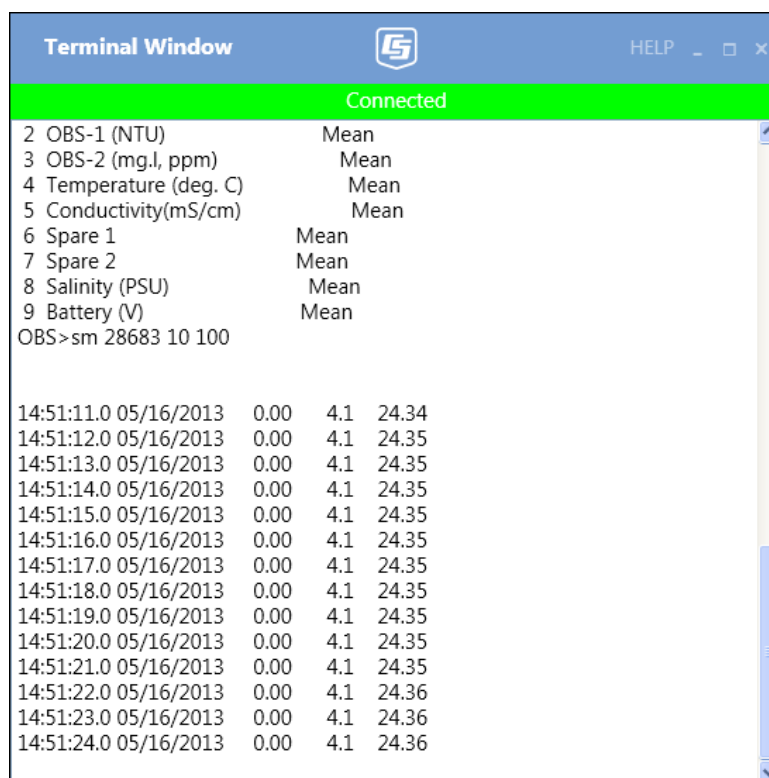 Terminal Window HELP
Connected
2 OBS-1 (NTU) Mean
3 OBS-2 (mg.l, ppm) Mean
4 Temperature (deg. C) Mean
5 Conductivity(mS/cm) Mean
6 Spare 1 Mean
7 Spare 2 Mean
8 Salinity (PSU) Mean
9 Battery (V) Mean
OBS>sm 28683 10 100
14:51:11.0 05/16/2013 0.00 4.1 24.34
14:51:12.0 05/16/2013 0.00 4.1 24.35
14:51:13.0 05/16/2013 0.00 4.1 24.35
14:51:14.0 05/16/2013 0.00 4.1 24.35
14:51:15.0 05/16/2013 0.00 4.1 24.35
14:51:16.0 05/16/2013 0.00 4.1 24.35
14:51:17.0 05/16/2013 0.00 4.1 24.35
14:51:18.0 05/16/2013 0.00 4.1 24.35
14:51:19.0 05/16/2013 0.00 4.1 24.35
14:51:20.0 05/16/2013 0.00 4.1 24.35
14:51:21.0 05/16/2013 0.00 4.1 24.35
14:51:22.0 05/16/2013 0.00 4.1 24.36
14:51:23.0 05/16/2013 0.00 4.1 24.36
14:51:24.0 05/16/2013 0.00 4.1 24.36